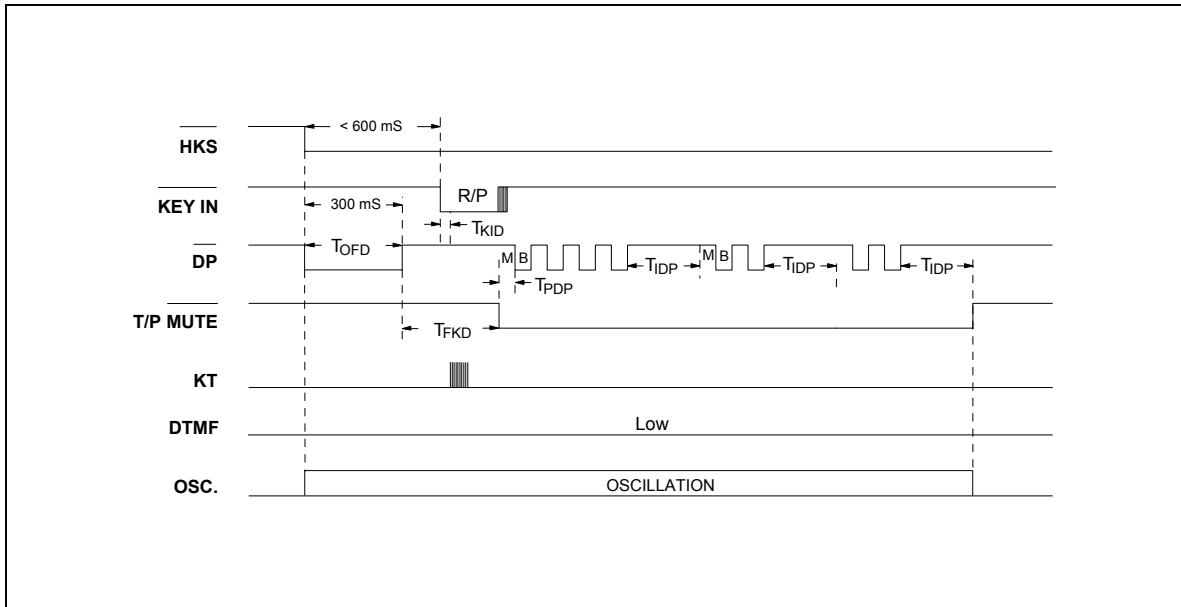 < 600 mS
HKS
R/P
KEY IN
300 mS
TKID
TOFD
DP
M B
M B
TIDP
TIDP
TIDP
TPDP
T/P MUTE
TFKD
KT
DTMF
Low
OSC.
OSCILLATION